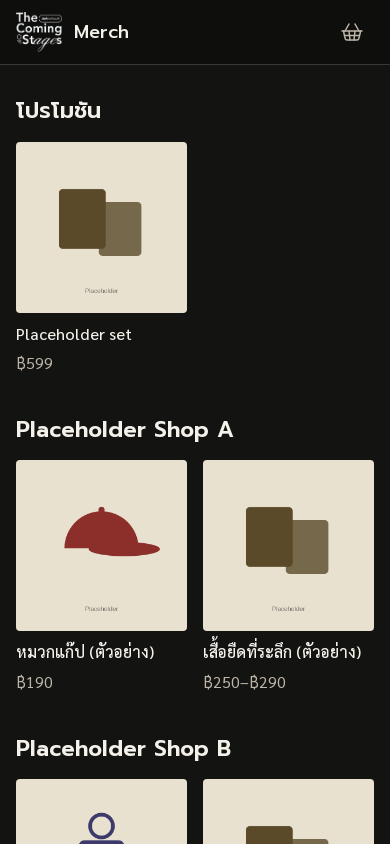 The
Coming
Stages
Merch
โปรโมชัน
Placeholder
Placeholder set
฿599
Placeholder Shop A
Placeholder
Placeholder
หมวกแก๊ป (ตัวอย่าง)
เสื้อยืดที่ระลึก (ตัวอย่าง)
฿190
฿250–฿290
Placeholder Shop B